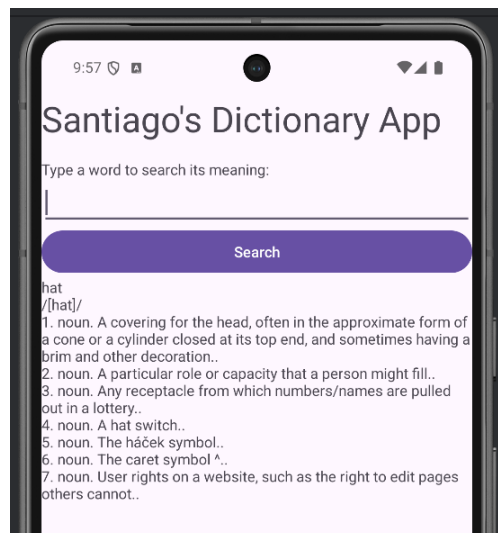 9:57
Santiago's Dictionary App
Type a word to search its meaning:
Search
hat
/[hat]/
1. noun. A covering for the head, often in the approximate form of
a cone or a cylinder closed at its top end, and sometimes having a
brim and other decoration..
2. noun. A particular role or capacity that a person might fill..
3. noun. Any receptacle from which numbers/names are pulled
out in a lottery..
4. noun. A hat switch..
5. noun. The háček symbol..
6. noun. The caret symbol ^..
7. noun. User rights on a website, such as the right to edit pages
others cannot..